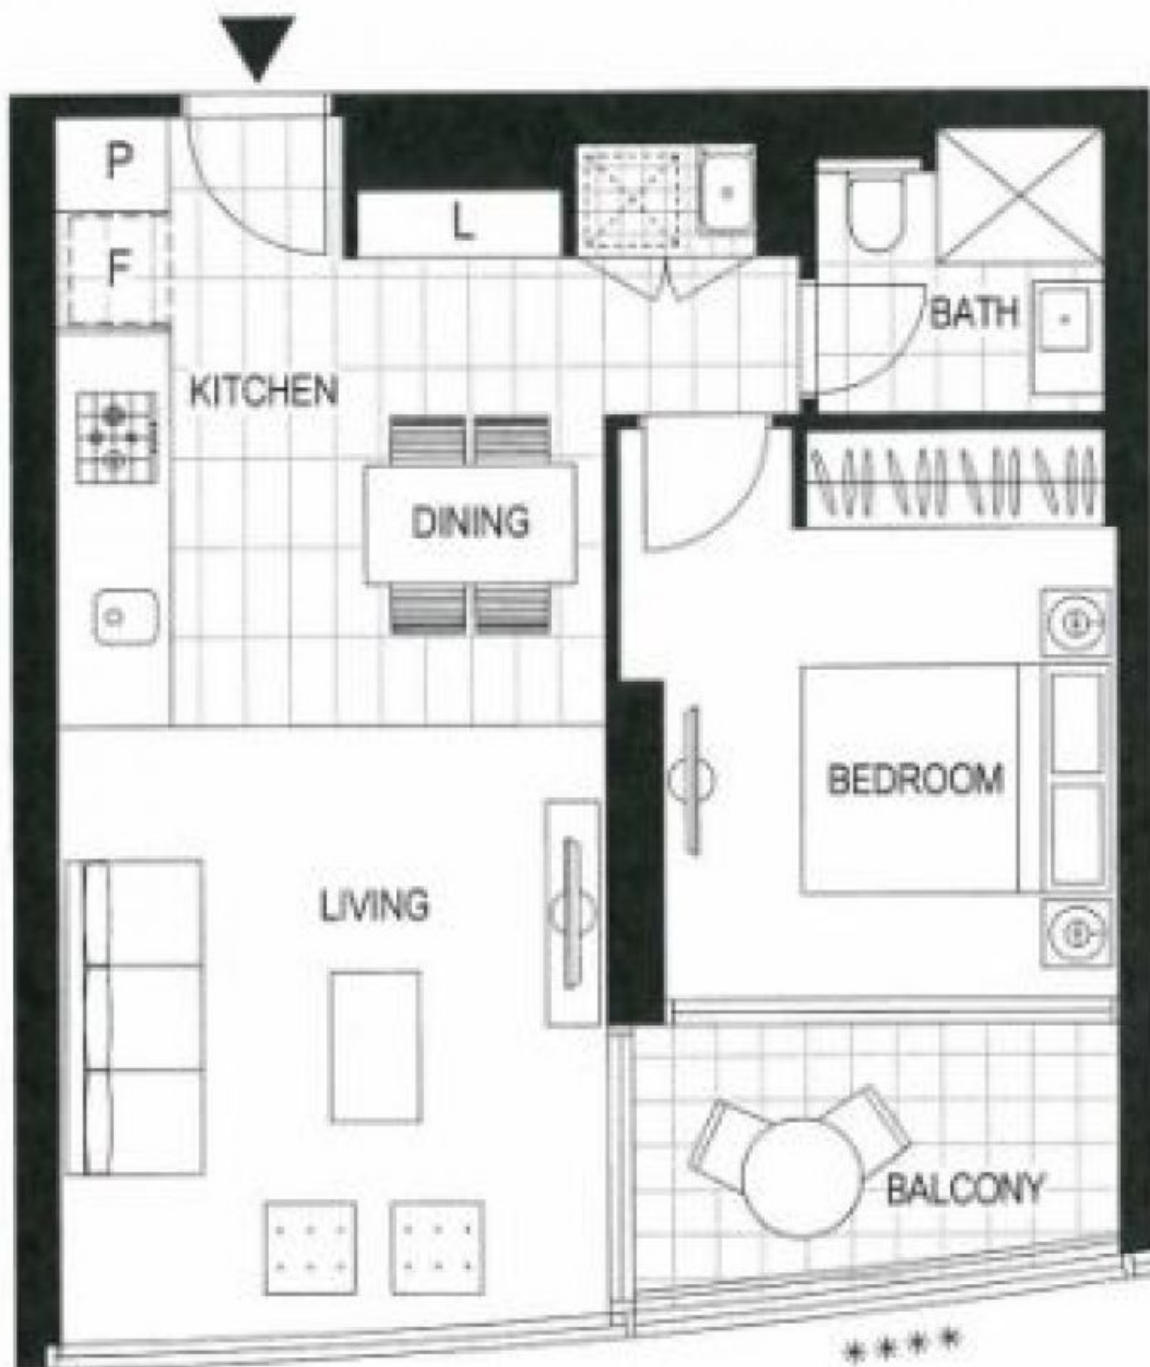 P
L
F
BATH
KITCHEN
DINING
BEDROOM
LIVING
BALCONY
****